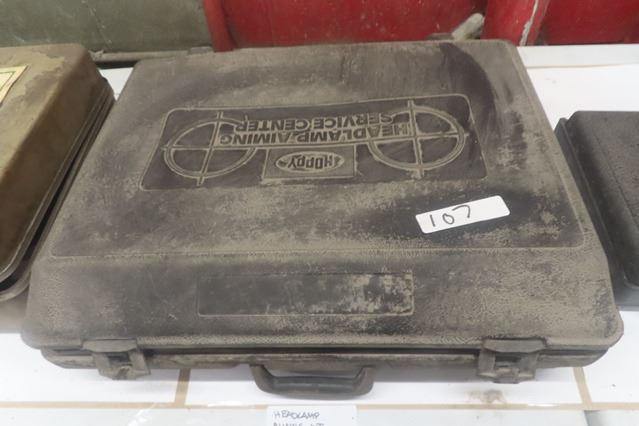 HEADLAMP AIMING
SERVICE CENTER
HOPPY
107
HEADLAMP